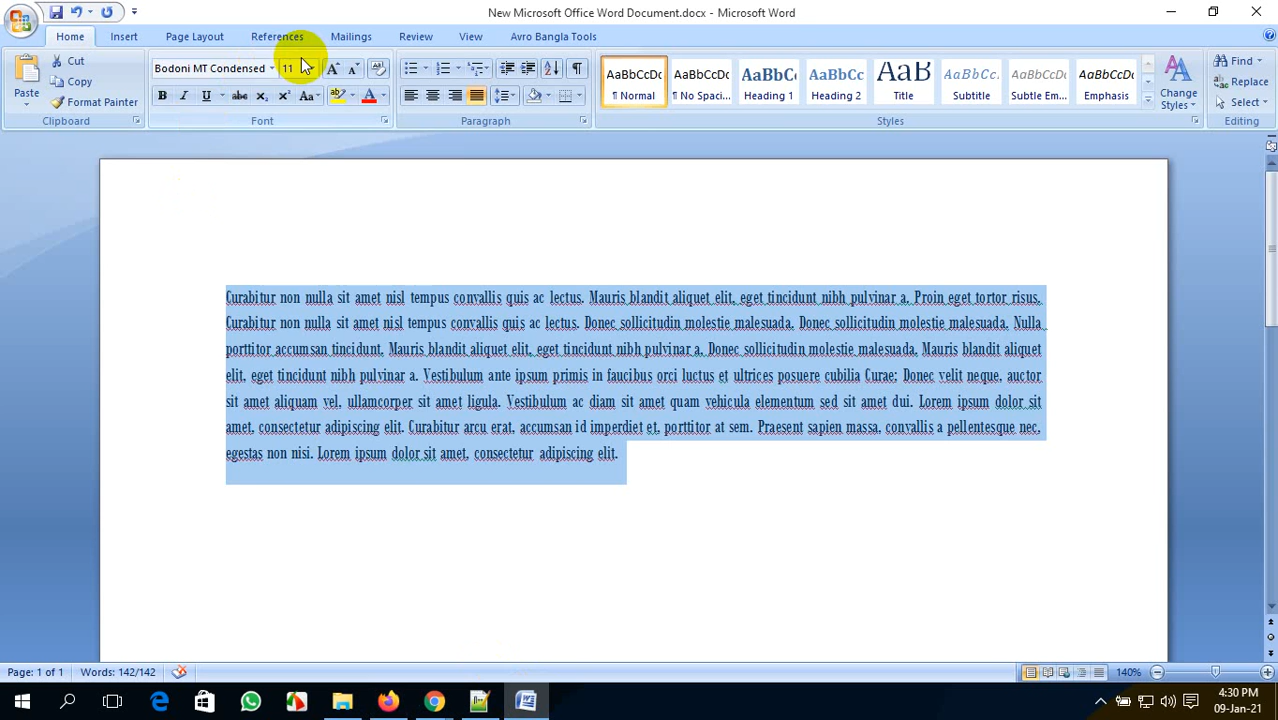 New Microsoft Office Word Document.docx - Microsoft Word
Home Insert Page Layout References Mailings Review View Avro Bangla Tools
Paste
Cut
Copy
Format Painter
Clipboard
Bodoni MT Condensed 11
B I U abc x₂ x² Aa
Font
Paragraph
AaBbCcDc AaBbCcDc AaBbC AaBbCc AaBbC AaBbCcI AaBbCcDc AaBbCcD
¶ Normal ¶ No Spaci... Heading 1 Heading 2 Title Subtitle Subtle Em... Emphasis
Change Styles
Styles
Find
Replace
Select
Editing
Curabitur non nulla sit amet nisl tempus convallis quis ac lectus. Mauris blandit aliquet elit, eget tincidunt nibh pulvinar a. Proin eget tortor risus.
Curabitur non nulla sit amet nisl tempus convallis quis ac lectus. Donec sollicitudin molestie malesuada. Donec sollicitudin molestie malesuada. Nulla
porttitor accumsan tincidunt. Mauris blandit aliquet elit, eget tincidunt nibh pulvinar a. Donec sollicitudin molestie malesuada. Mauris blandit aliquet
elit, eget tincidunt nibh pulvinar a. Vestibulum ante ipsum primis in faucibus orci luctus et ultrices posuere cubilia Curae; Donec velit neque, auctor
sit amet aliquam vel, ullamcorper sit amet ligula. Vestibulum ac diam sit amet quam vehicula elementum sed sit amet dui. Lorem ipsum dolor sit
amet, consectetur adipiscing elit. Curabitur arcu erat, accumsan id imperdiet et, porttitor at sem. Praesent sapien massa, convallis a pellentesque nec,
egestas non nisi. Lorem ipsum dolor sit amet, consectetur adipiscing elit.
Page: 1 of 1 Words: 142/142 140%
4:30 PM
09-Jan-21